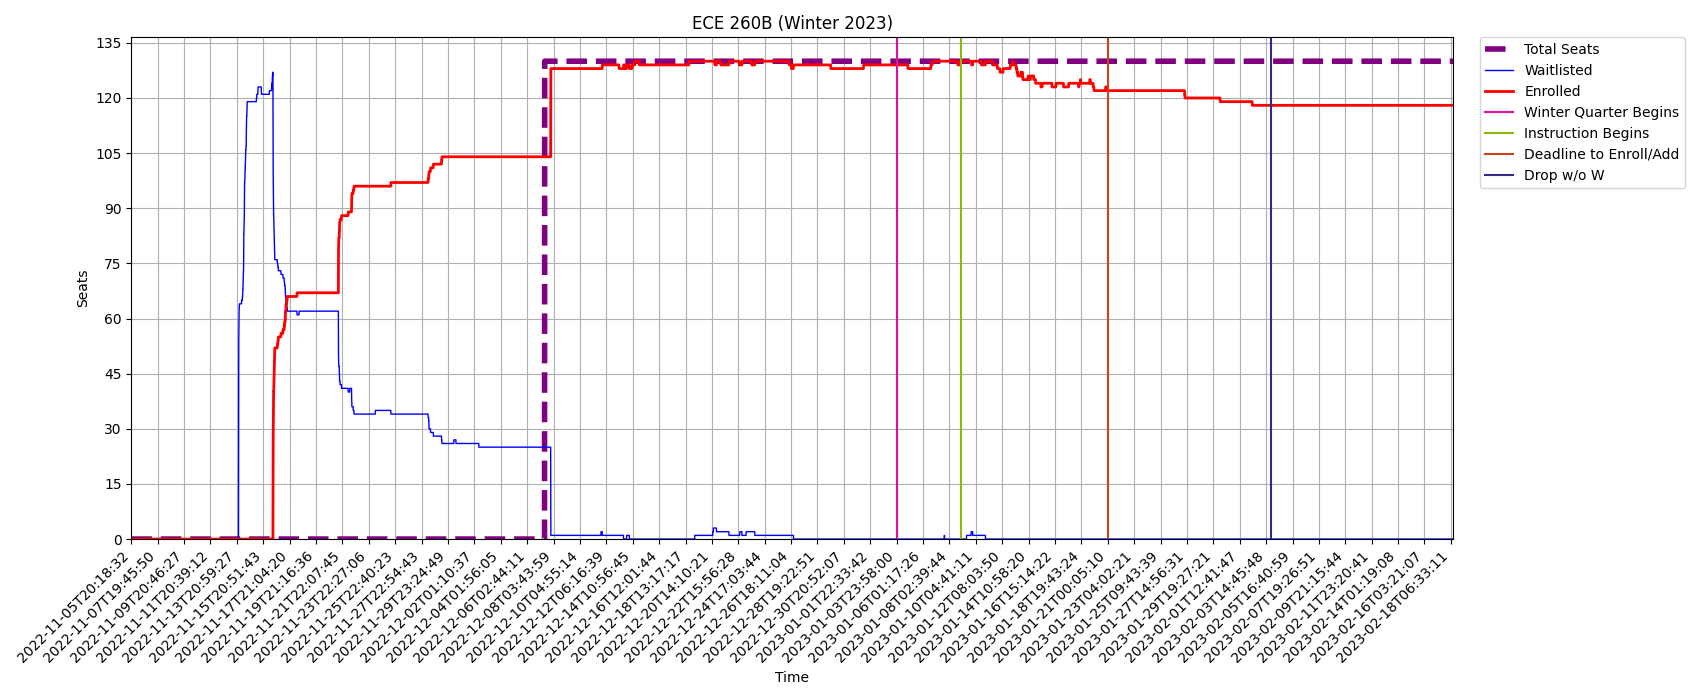 ECE 260B (Winter 2023)
Total Seats
Waitlisted
Enrolled
Winter Quarter Begins
Instruction Begins
Deadline to Enroll/Add
Drop w/o W
Seats
135
120
105
90
75
60
45
30
15
0
2022-11-05T20:18:32
2022-11-07T19:45:50
2022-11-09T20:46:27
2022-11-11T20:39:12
2022-11-13T20:59:27
2022-11-15T20:51:43
2022-11-17T21:04:20
2022-11-19T21:16:36
2022-11-21T22:07:45
2022-11-23T22:27:06
2022-11-25T22:40:23
2022-11-27T22:54:43
2022-11-29T23:24:49
2022-12-02T01:10:37
2022-12-04T01:56:05
2022-12-06T02:44:11
2022-12-08T03:43:59
2022-12-10T04:55:14
2022-12-12T06:16:39
2022-12-14T10:56:45
2022-12-16T12:01:44
2022-12-18T13:17:17
2022-12-20T14:10:21
2022-12-22T15:56:28
2022-12-24T17:03:44
2022-12-26T18:11:04
2022-12-28T19:22:51
2022-12-30T20:52:07
2023-01-01T22:33:42
2023-01-03T23:58:00
2023-01-06T01:17:26
2023-01-08T02:39:44
2023-01-10T04:41:11
2023-01-12T08:03:50
2023-01-14T10:58:20
2023-01-16T15:14:22
2023-01-18T19:43:24
2023-01-21T00:05:10
2023-01-23T04:02:21
2023-01-25T09:43:39
2023-01-27T14:56:31
2023-01-29T19:27:21
2023-02-01T12:41:47
2023-02-03T14:45:48
2023-02-05T16:40:59
2023-02-07T19:26:51
2023-02-09T21:15:44
2023-02-11T23:20:41
2023-02-14T01:19:08
2023-02-16T03:21:07
2023-02-18T06:33:11
Time